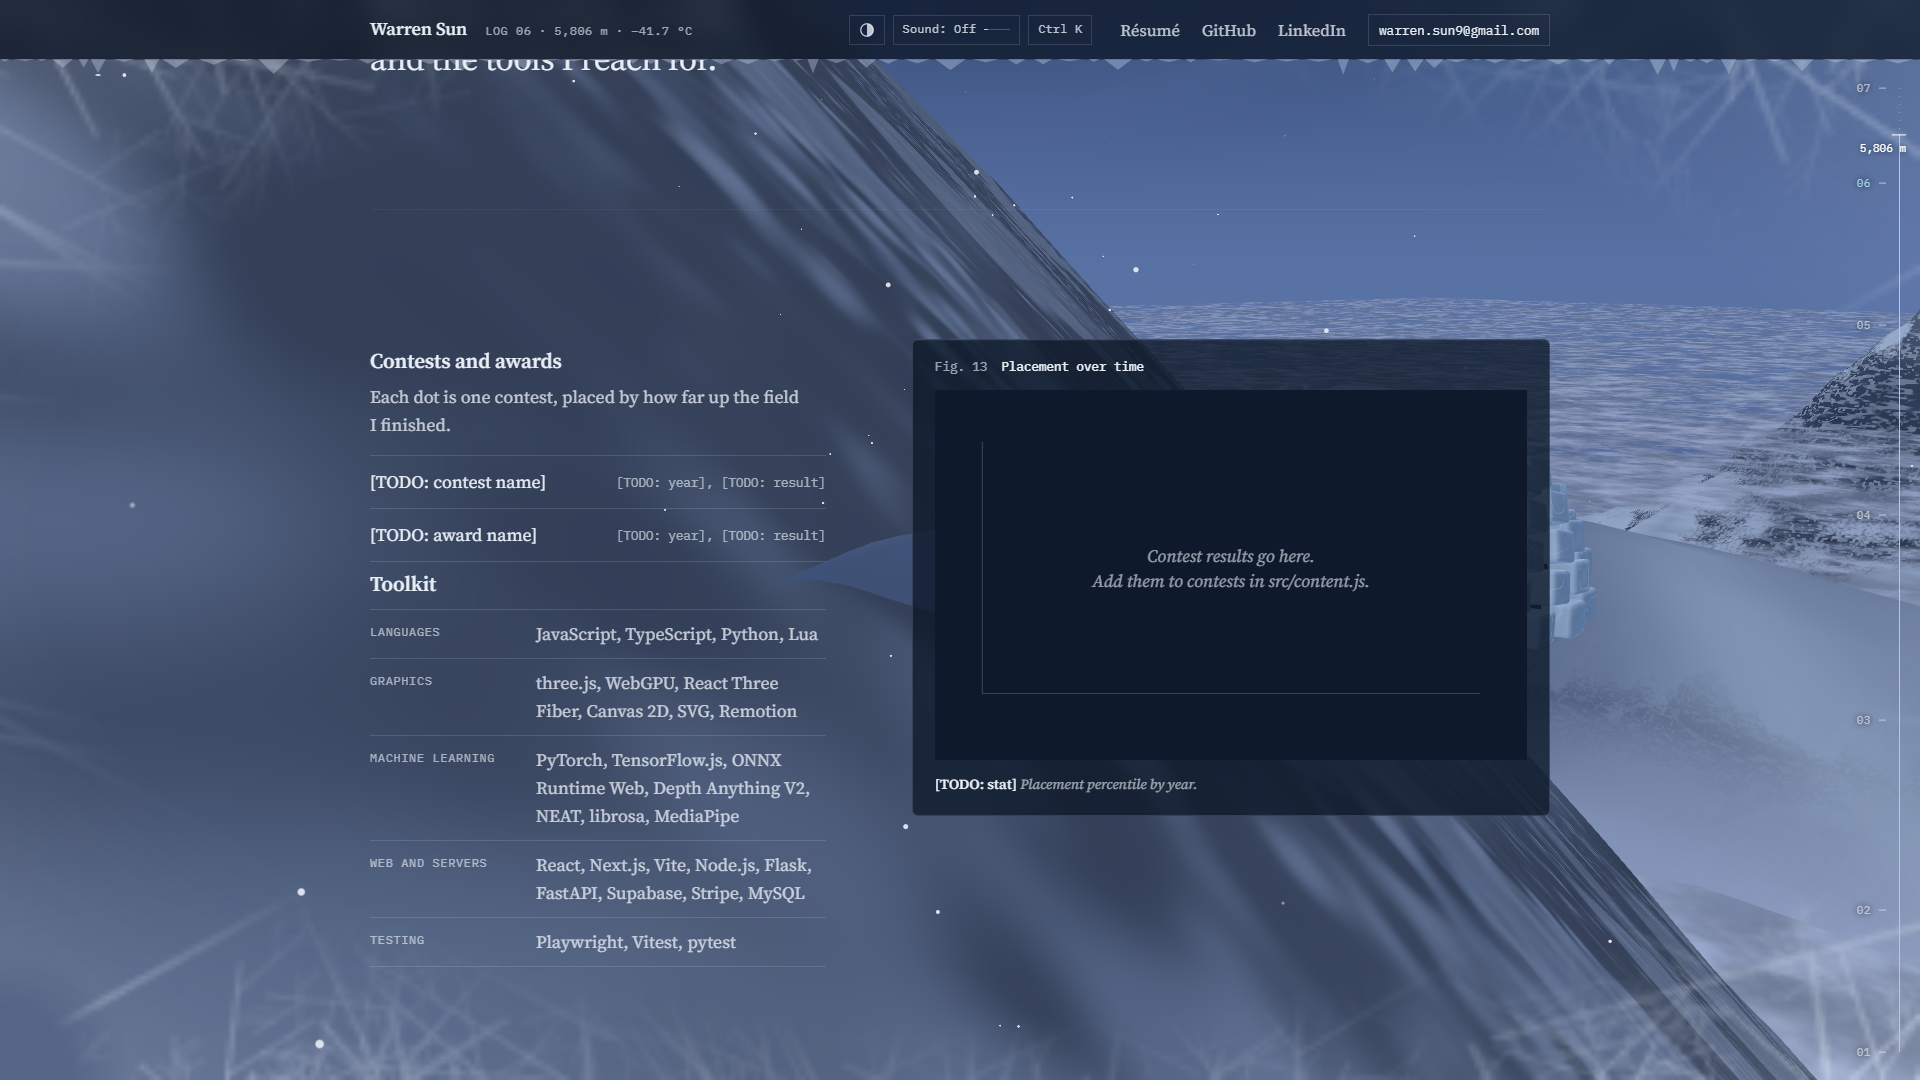 Warren Sun LOG 06 · 5,806 m · −41.7 °C
Sound: Off
Ctrl K
Résumé
GitHub
LinkedIn
warren.sun9@gmail.com
and the tools I reach for.
07
5,806 m
06
05
04
03
02
01
Contests and awards
Each dot is one contest, placed by how far up the field
I finished.
[TODO: contest name] [TODO: year], [TODO: result]
[TODO: award name] [TODO: year], [TODO: result]
Toolkit
LANGUAGES JavaScript, TypeScript, Python, Lua
GRAPHICS three.js, WebGPU, React Three
Fiber, Canvas 2D, SVG, Remotion
MACHINE LEARNING PyTorch, TensorFlow.js, ONNX
Runtime Web, Depth Anything V2,
NEAT, librosa, MediaPipe
WEB AND SERVERS React, Next.js, Vite, Node.js, Flask,
FastAPI, Supabase, Stripe, MySQL
TESTING Playwright, Vitest, pytest
Fig. 13 Placement over time
Contest results go here.
Add them to contests in src/content.js.
[TODO: stat] Placement percentile by year.